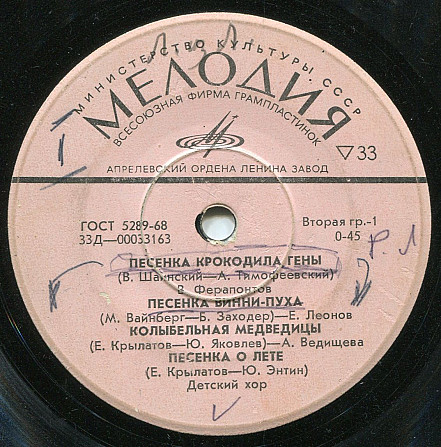 МИНИСТЕРСТВО КУЛЬТУРЫ СССР
МЕЛОДИЯ
ВСЕСОЮЗНАЯ ФИРМА ГРАМПЛАСТИНОК
▽33
АПРЕЛЕВСКИЙ ОРДЕНА ЛЕНИНА ЗАВОД
ГОСТ 5289-68
33Д—00033163
Вторая гр.-1
0-45
Р. Л
ПЕСЕНКА КРОКОДИЛА ГЕНЫ
(В. Шаинский—А. Тимофеевский)
Ферапонтов
ПЕСЕНКА ВИННИ-ПУХА
(М. Вайнберг—Б. Заходер)—Е. Леонов
КОЛЫБЕЛЬНАЯ МЕДВЕДИЦЫ
(Е. Крылатов—Ю. Яковлев)—А. Ведищева
ПЕСЕНКА О ЛЕТЕ
(Е. Крылатов—Ю. Энтин)
Детский хор